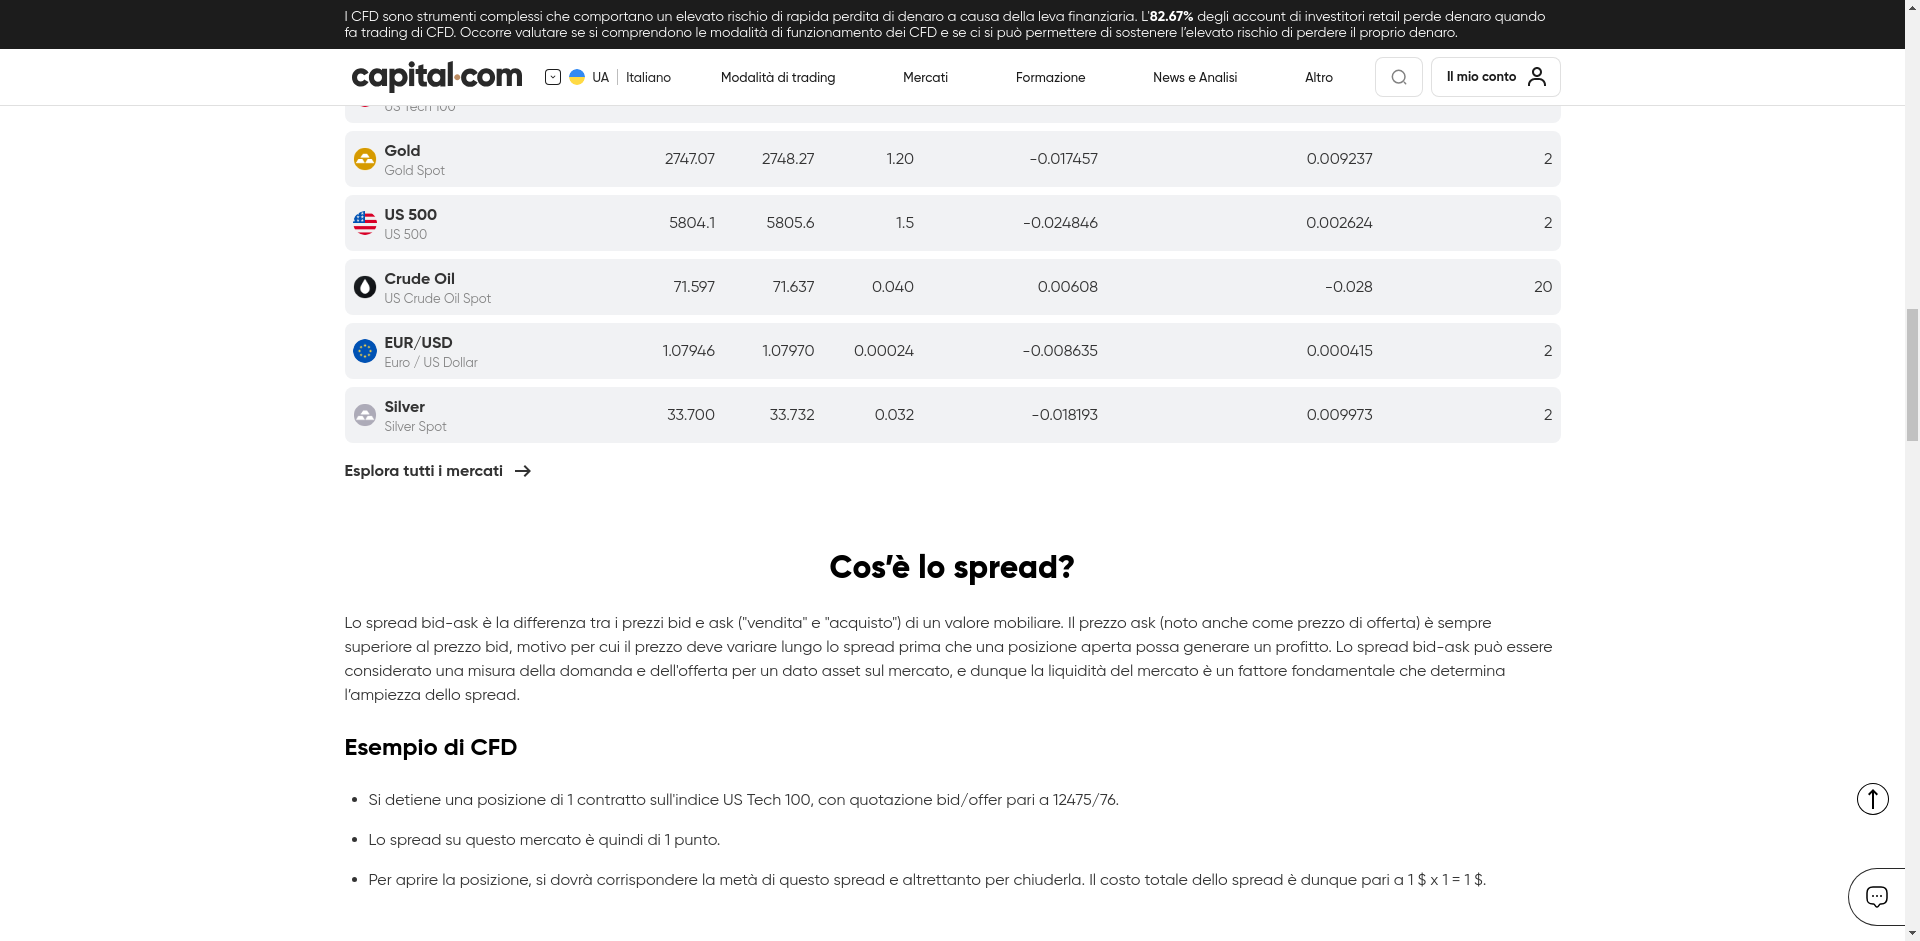 I CFD sono strumenti complessi che comportano un elevato rischio di rapida perdita di denaro a causa della leva finanziaria. L'82.67% degli account di investitori retail perde denaro quando
fa trading di CFD. Occorre valutare se si comprendono le modalità di funzionamento dei CFD e se ci si può permettere di sostenere l’elevato rischio di perdere il proprio denaro.
capital.com UA Italiano Modalità di trading Mercati Formazione News e Analisi Altro Il mio conto
US Tech 100
Gold
Gold Spot
2747.07 2748.27 1.20 -0.017457 0.009237 2
US 500
US 500
5804.1 5805.6 1.5 -0.024846 0.002624 2
Crude Oil
US Crude Oil Spot
71.597 71.637 0.040 0.00608 -0.028 20
EUR/USD
Euro / US Dollar
1.07946 1.07970 0.00024 -0.008635 0.000415 2
Silver
Silver Spot
33.700 33.732 0.032 -0.018193 0.009973 2
Esplora tutti i mercati
Cos’è lo spread?
Lo spread bid-ask è la differenza tra i prezzi bid e ask ("vendita" e "acquisto") di un valore mobiliare. Il prezzo ask (noto anche come prezzo di offerta) è sempre
superiore al prezzo bid, motivo per cui il prezzo deve variare lungo lo spread prima che una posizione aperta possa generare un profitto. Lo spread bid-ask può essere
considerato una misura della domanda e dell'offerta per un dato asset sul mercato, e dunque la liquidità del mercato è un fattore fondamentale che determina
l’ampiezza dello spread.
Esempio di CFD
Si detiene una posizione di 1 contratto sull'indice US Tech 100, con quotazione bid/offer pari a 12475/76.
Lo spread su questo mercato è quindi di 1 punto.
Per aprire la posizione, si dovrà corrispondere la metà di questo spread e altrettanto per chiuderla. Il costo totale dello spread è dunque pari a 1 $ x 1 = 1 $.